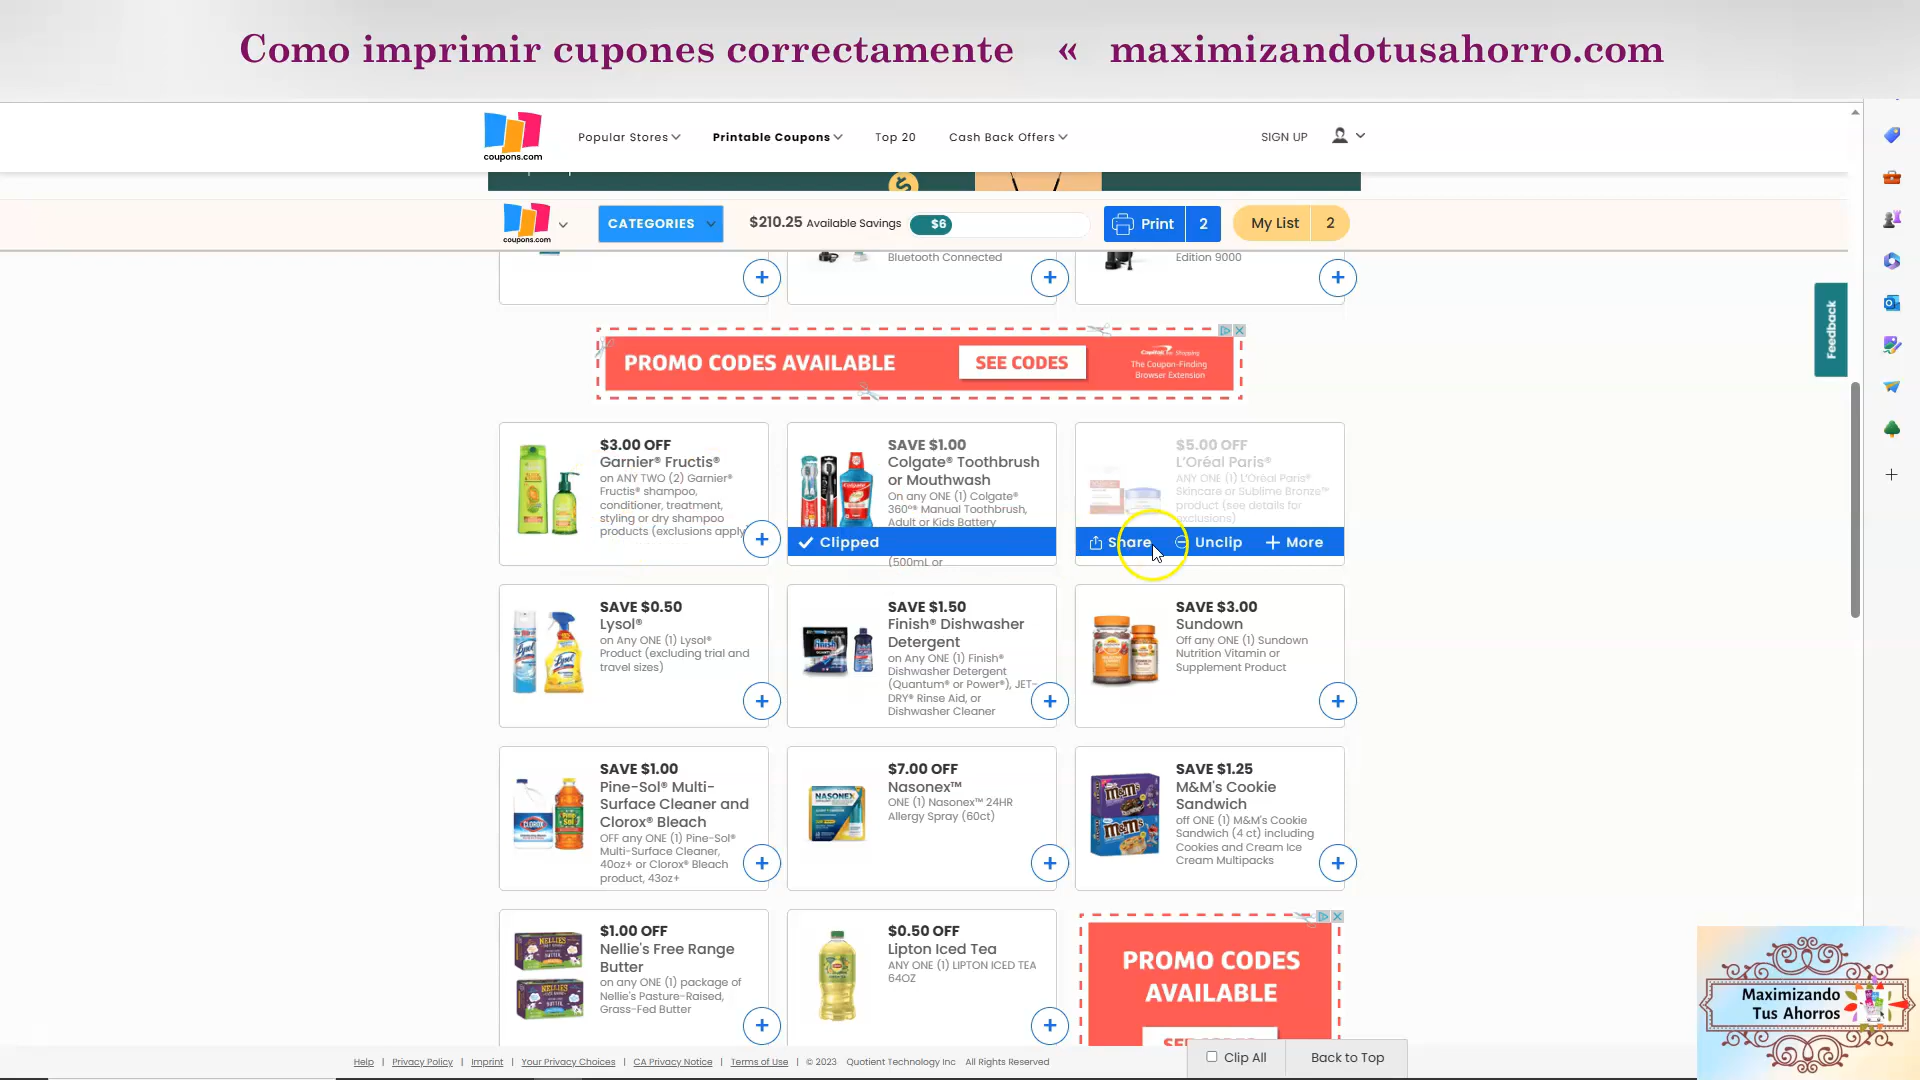 Como imprimir cupones correctamente « maximizandotusahorro.com
coupons.com
Popular Stores
Printable Coupons
Top 20
Cash Back Offers
SIGN UP
coupons.com
CATEGORIES
$210.25 Available Savings
$6
Print 2
My List 2
Bluetooth Connected
Edition 9000
Feedback
PROMO CODES AVAILABLE
SEE CODES
Capital One Shopping
The Coupon-Finding
Browser Extension
$3.00 OFF
Garnier® Fructis®
on ANY TWO (2) Garnier®
Fructis® shampoo,
conditioner, treatment,
styling or dry shampoo
products (exclusions apply
SAVE $1.00
Colgate® Toothbrush
or Mouthwash
On any ONE (1) Colgate®
360°® Manual Toothbrush,
Adult or Kids Battery
Clipped
(500mL or
$5.00 OFF
L'Oréal Paris®
ANY ONE (1) L'Oréal Paris®
Skincare or Sublime Bronze™
product (see details for
exclusions)
Share
Unclip
More
SAVE $0.50
Lysol®
on Any ONE (1) Lysol®
Product (excluding trial and
travel sizes)
SAVE $1.50
Finish® Dishwasher
Detergent
on Any ONE (1) Finish®
Dishwasher Detergent
(Quantum® or Power®), JET-
DRY® Rinse Aid, or
Dishwasher Cleaner
SAVE $3.00
Sundown
Off any ONE (1) Sundown
Nutrition Vitamin or
Supplement Product
SAVE $1.00
Pine-Sol® Multi-
Surface Cleaner and
Clorox® Bleach
OFF any ONE (1) Pine-Sol®
Multi-Surface Cleaner,
40oz+ or Clorox® Bleach
product, 43oz+
$7.00 OFF
Nasonex™
ONE (1) Nasonex™ 24HR
Allergy Spray (60ct)
SAVE $1.25
M&M's Cookie
Sandwich
off ONE (1) M&M's Cookie
Sandwich (4 ct) including
Cookies and Cream Ice
Cream Multipacks
$1.00 OFF
Nellie's Free Range
Butter
on any ONE (1) package of
Nellie's Pasture-Raised,
Grass-Fed Butter
$0.50 OFF
Lipton Iced Tea
ANY ONE (1) LIPTON ICED TEA
64OZ
PROMO CODES
AVAILABLE
Help | Privacy Policy | Imprint | Your Privacy Choices | CA Privacy Notice | Terms of Use | © 2023 Quotient Technology Inc All Rights Reserved
Clip All
Back to Top
Maximizando
Tus Ahorros